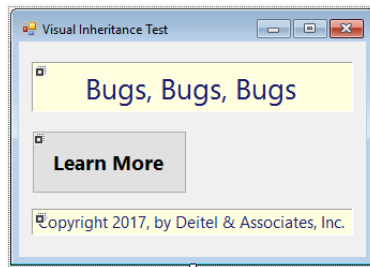 Visual Inheritance Test
Bugs, Bugs, Bugs
Learn More
Copyright 2017, by Deitel & Associates, Inc.